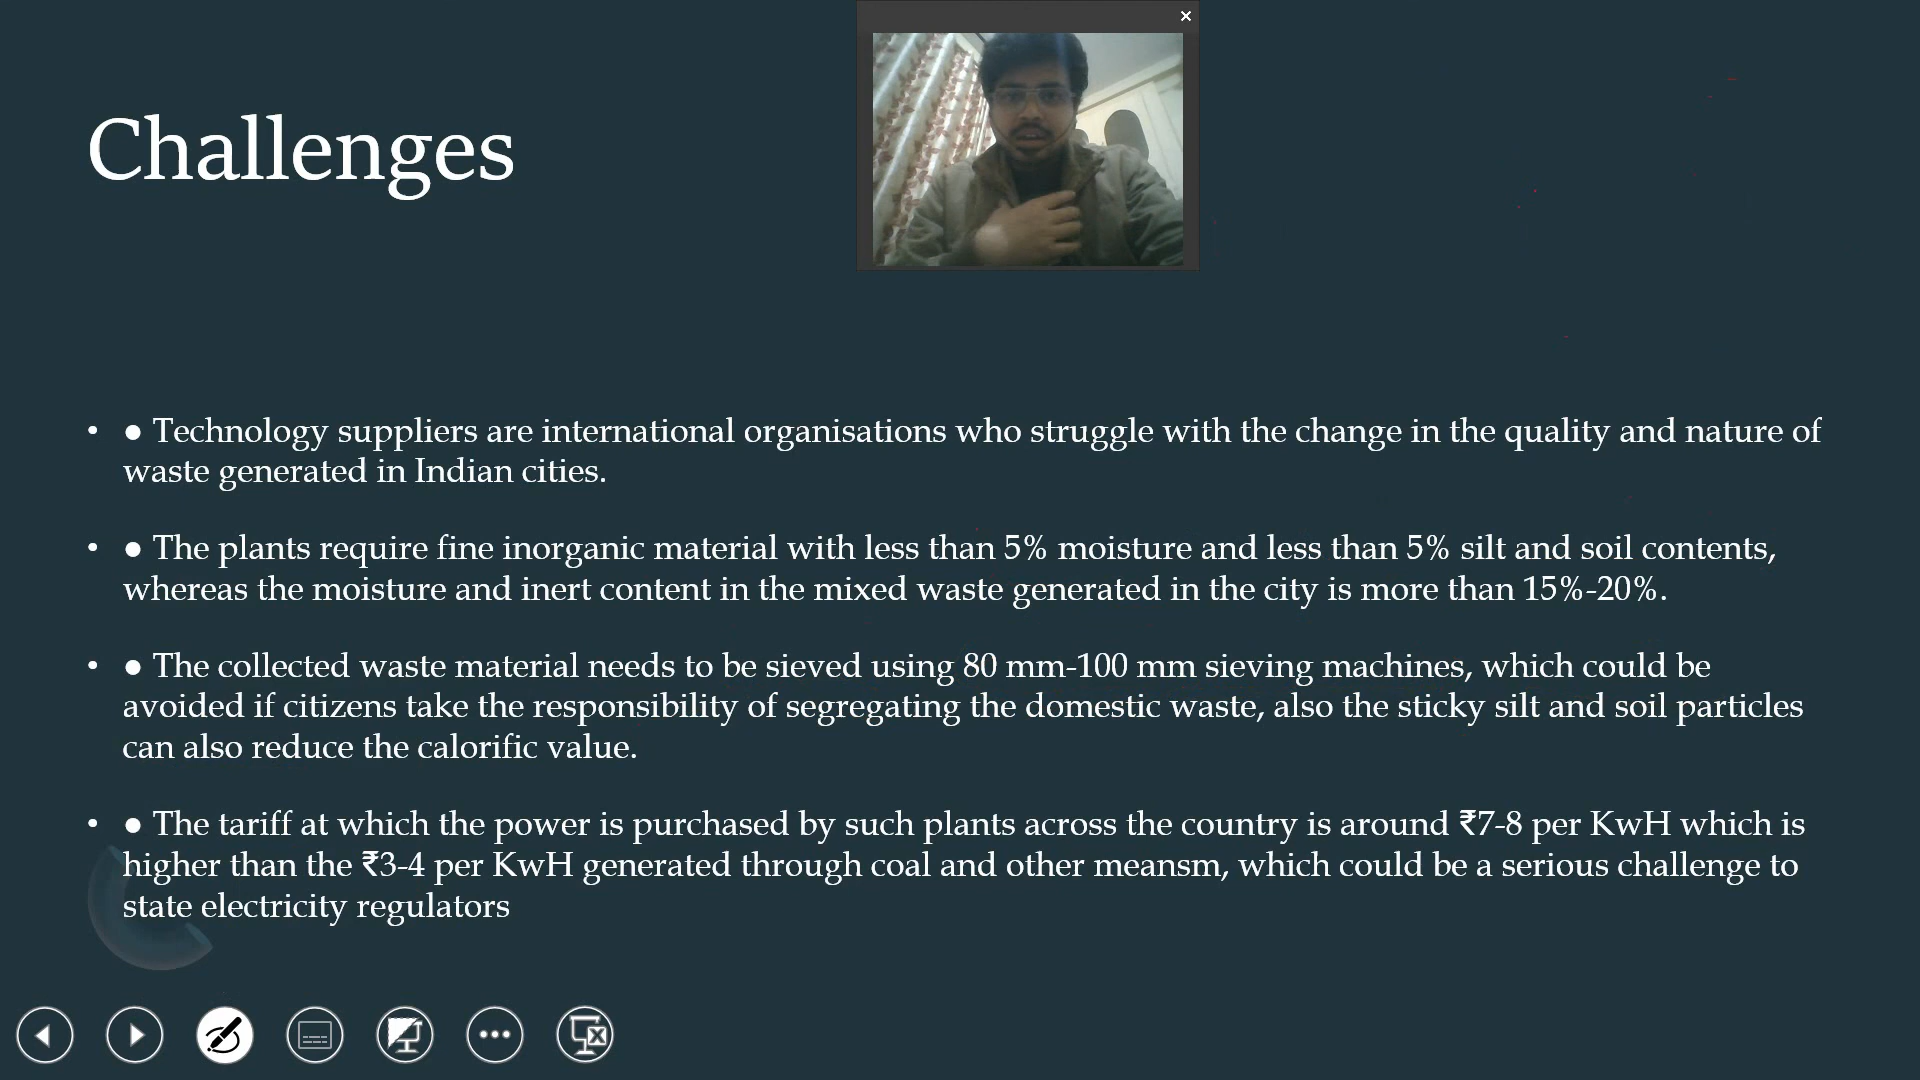 Challenges
• ● Technology suppliers are international organisations who struggle with the change in the quality and nature of
waste generated in Indian cities.
• ● The plants require fine inorganic material with less than 5% moisture and less than 5% silt and soil contents,
whereas the moisture and inert content in the mixed waste generated in the city is more than 15%-20%.
• ● The collected waste material needs to be sieved using 80 mm-100 mm sieving machines, which could be
avoided if citizens take the responsibility of segregating the domestic waste, also the sticky silt and soil particles
can also reduce the calorific value.
• ● The tariff at which the power is purchased by such plants across the country is around ₹7-8 per KwH which is
higher than the ₹3-4 per KwH generated through coal and other meansm, which could be a serious challenge to
state electricity regulators